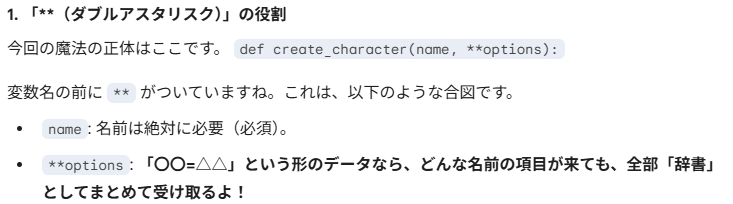 1. 「**（ダブルアスタリスク）」の役割
今回の魔法の正体はここです。 def create_character(name, **options):
変数名の前に ** がついていますね。これは、以下のような合図です。
• name : 名前は絶対に必要（必須）。
• **options : 「〇〇=△△」という形のデータなら、どんな名前の項目が来ても、全部「辞書」
としてまとめて受け取るよ！